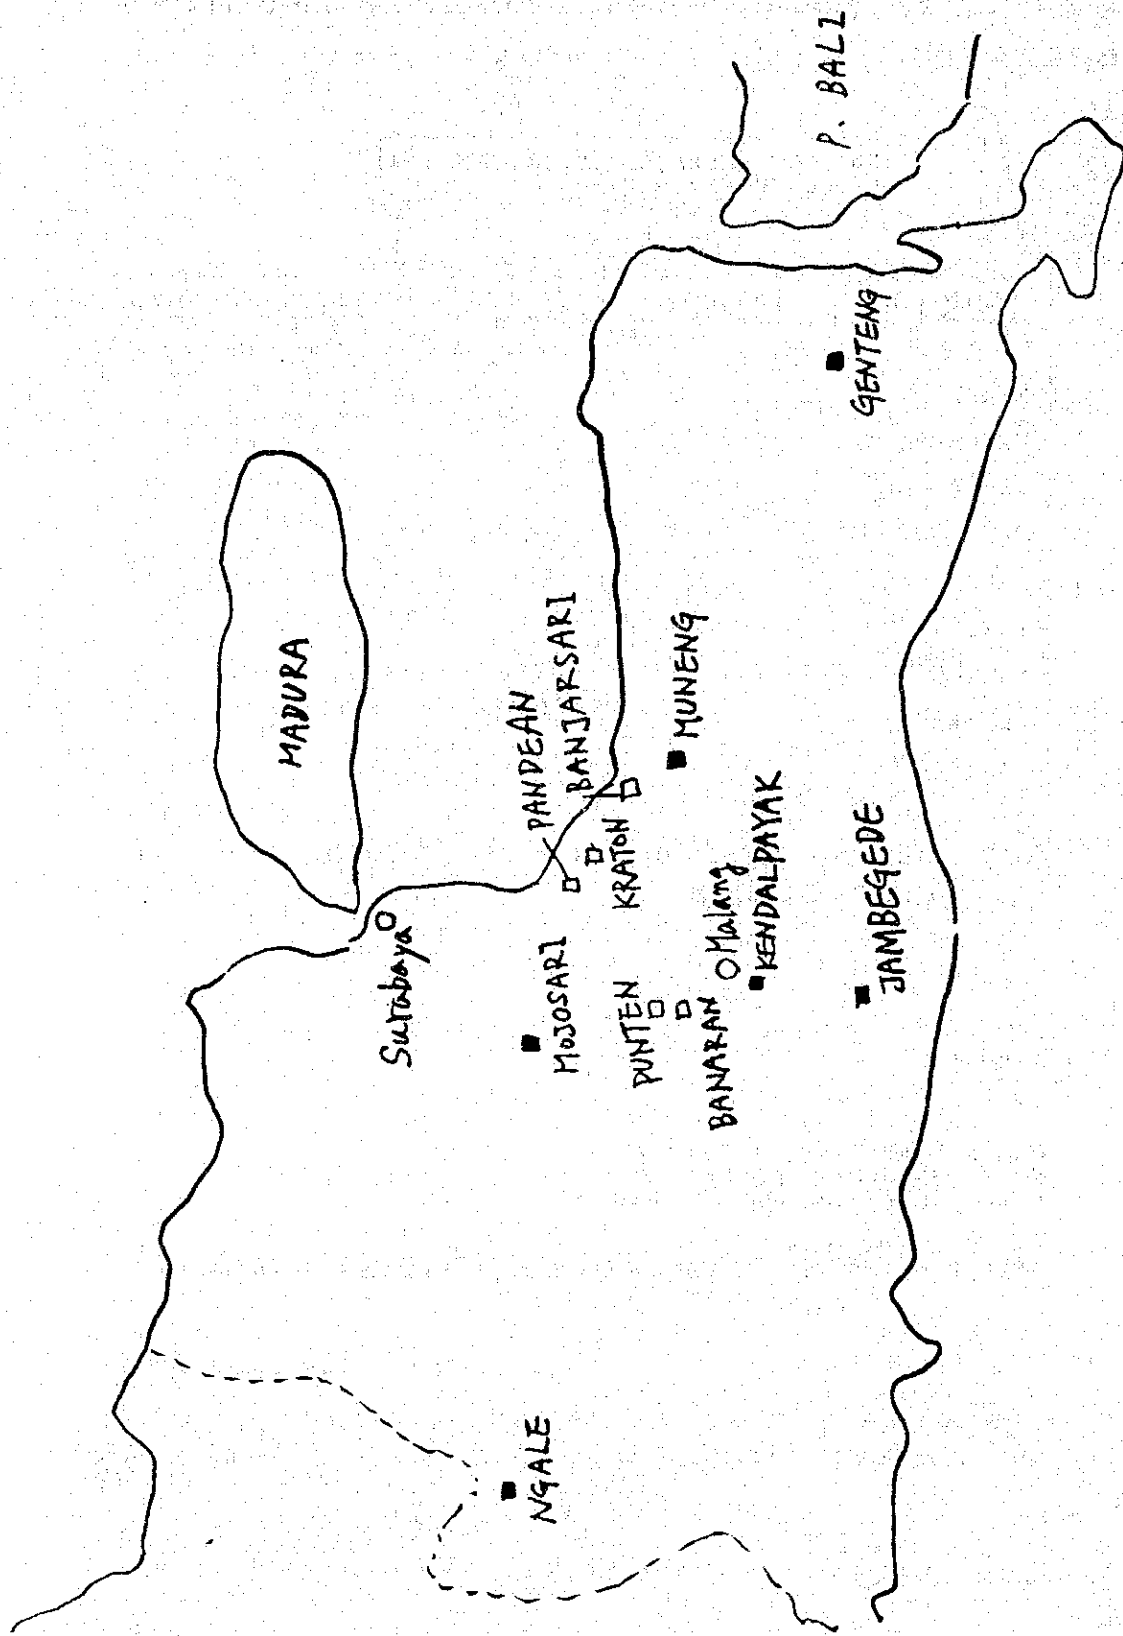 P. BALI
MADURA
Surabaya
PANDEAN
BANJARSARI
KRATON
MOJOSARI
MUNENG
PUNTEN
BANARAN
Malang
KENDALPAYAK
JAMBEGEDE
GENTENG
NGALE